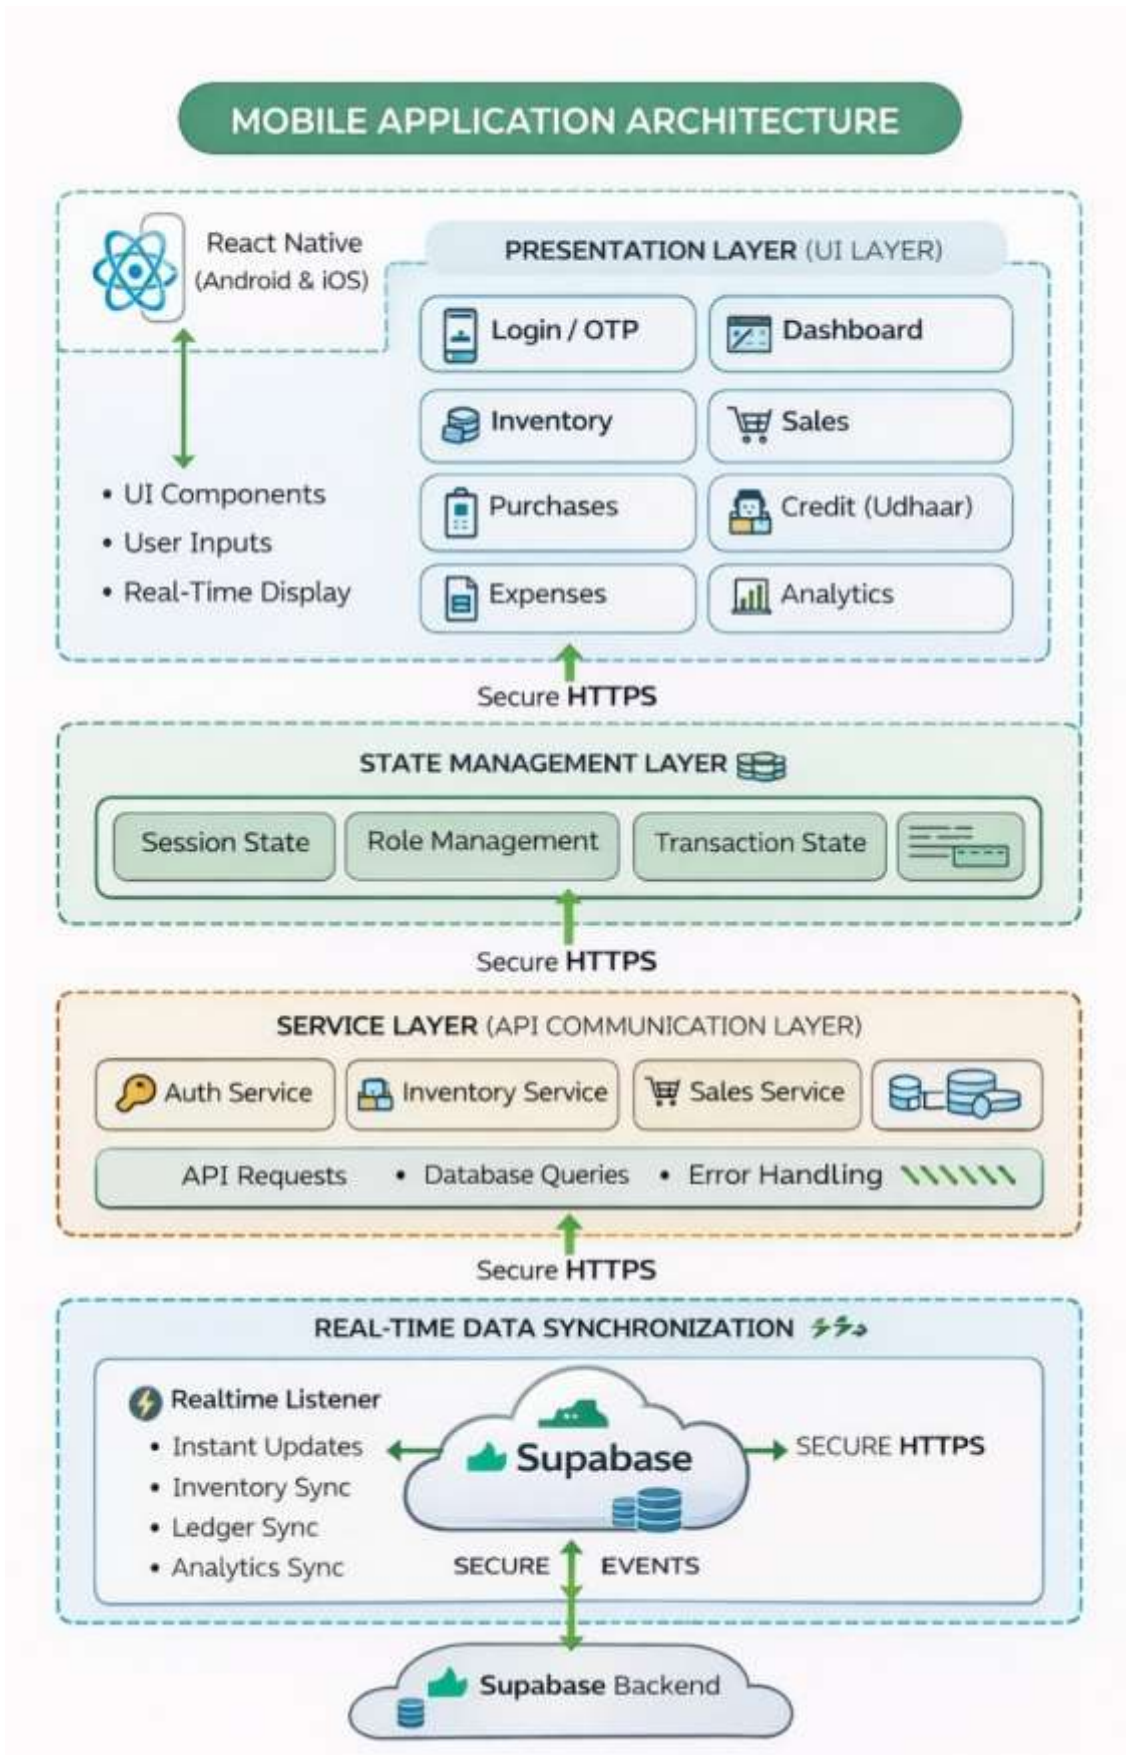 MOBILE APPLICATION ARCHITECTURE
React Native
(Android & iOS)
• UI Components
• User Inputs
• Real-Time Display
PRESENTATION LAYER (UI LAYER)
Login / OTP
Dashboard
Inventory
Sales
Purchases
Credit (Udhaar)
Expenses
Analytics
Secure HTTPS
STATE MANAGEMENT LAYER
Session State
Role Management
Transaction State
Secure HTTPS
SERVICE LAYER (API COMMUNICATION LAYER)
Auth Service
Inventory Service
Sales Service
API Requests • Database Queries • Error Handling
Secure HTTPS
REAL-TIME DATA SYNCHRONIZATION
Realtime Listener
• Instant Updates
• Inventory Sync
• Ledger Sync
• Analytics Sync
Supabase
SECURE HTTPS
SECURE EVENTS
Supabase Backend